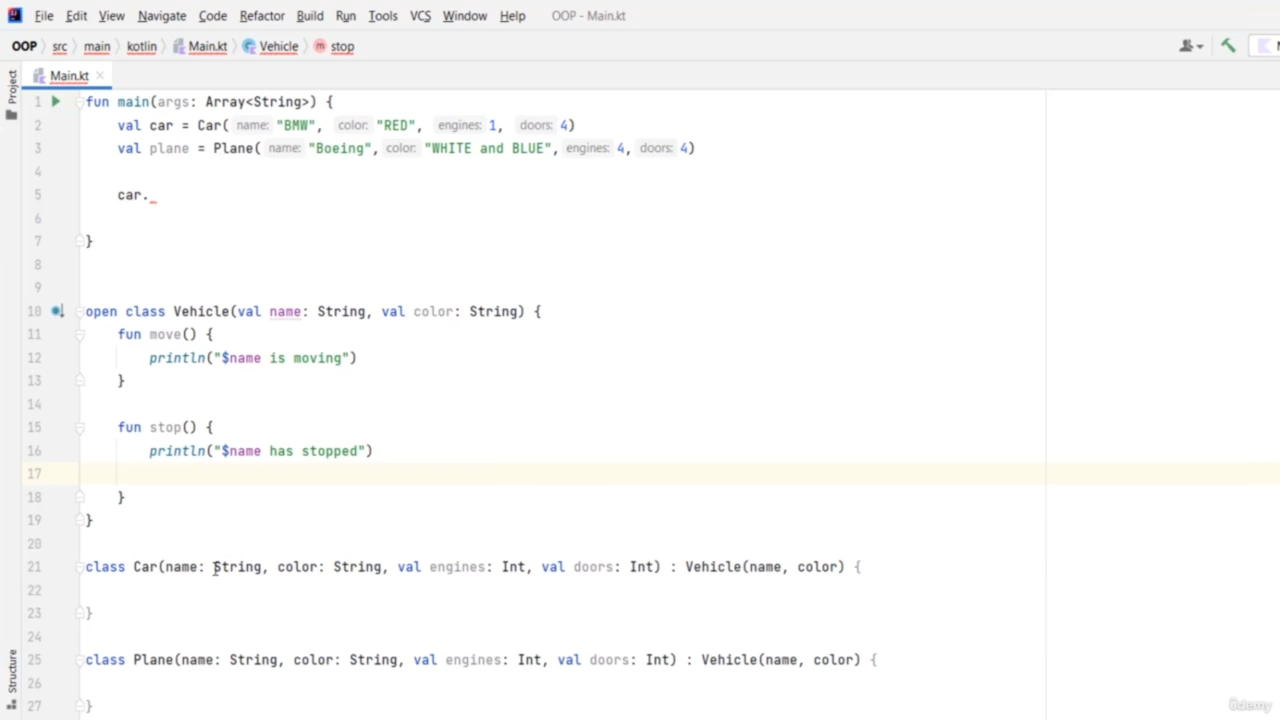 File Edit View Navigate Code Refactor Build Run Tools VCS Window Help OOP - Main.kt
OOP src main kotlin Main.kt Vehicle stop
Project
Main.kt
1 fun main(args: Array<String>) {
2 val car = Car( name: "BMW", color: "RED", engines: 1, doors: 4)
3 val plane = Plane( name: "Boeing", color: "WHITE and BLUE", engines: 4, doors: 4)
4
5 car.
6
7 }
8
9
10 open class Vehicle(val name: String, val color: String) {
11 fun move() {
12 println("$name is moving")
13 }
14
15 fun stop() {
16 println("$name has stopped")
17
18 }
19 }
20
21 class Car(name: String, color: String, val engines: Int, val doors: Int) : Vehicle(name, color) {
22
23 }
24
25 class Plane(name: String, color: String, val engines: Int, val doors: Int) : Vehicle(name, color) {
26
27 }
Structure
ûdemy